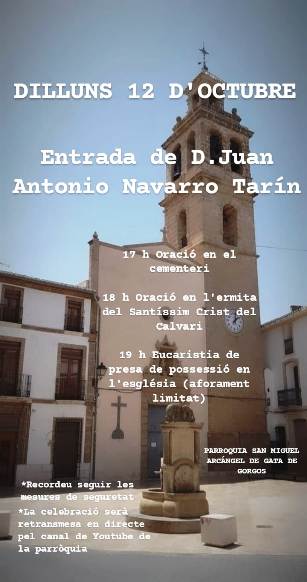 DILLUNS 12 D'OCTUBRE
Entrada de D.Juan
Antonio Navarro Tarín
17 h Oració en el
cementeri
18 h Oració en l'ermita
del Santíssim Crist del
Calvari
19 h Eucaristia de
presa de possessió en
l'església (aforament
limitat)
PARROQUIA SAN MIGUEL
ARCÁNGEL DE GATA DE
GORGOS
*Recordeu seguir les
mesures de seguretat
*La celebració serà
retransmesa en directe
pel canal de Youtube de
la parròquia